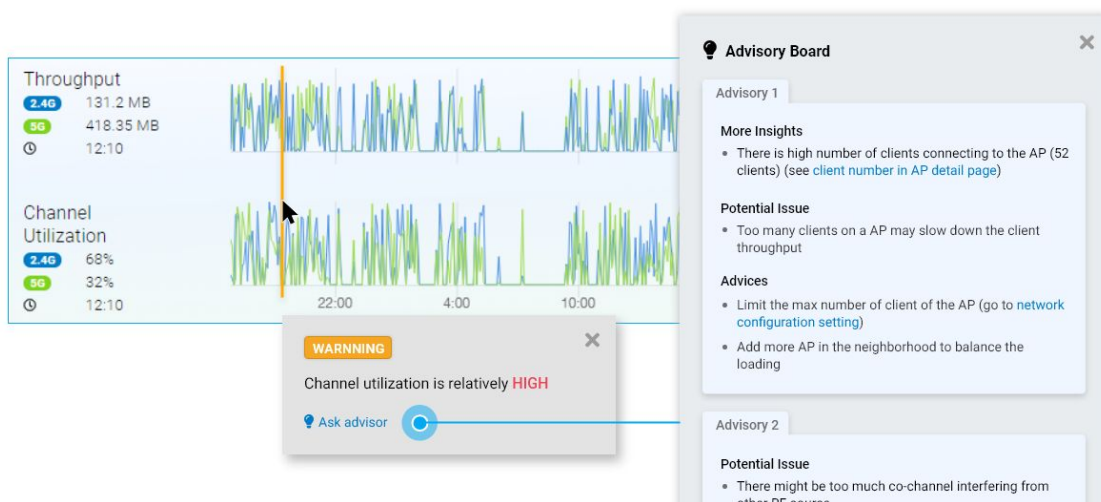 Throughput
2.4G 131.2 MB
5G 418.35 MB
12:10
Channel
Utilization
2.4G 68%
5G 32%
12:10
22:00 4:00 10:00
WARNNING
Channel utilization is relatively HIGH
Ask advisor
Advisory Board
Advisory 1
More Insights
There is high number of clients connecting to the AP (52
clients) (see client number in AP detail page)
Potential Issue
Too many clients on a AP may slow down the client
throughput
Advices
Limit the max number of client of the AP (go to network
configuration setting)
Add more AP in the neighborhood to balance the
loading
Advisory 2
Potential Issue
There might be too much co-channel interfering from
other RF source